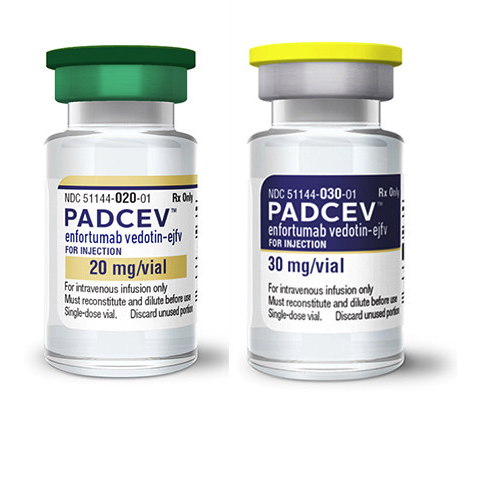 NDC 51144-020-01 Rx Only
PADCEV™
enfortumab vedotin-ejfv
FOR INJECTION
20 mg/vial
For intravenous infusion only
Must reconstitute and dilute before use
Single-dose vial. Discard unused portion
NDC 51144-030-01 Rx Only
PADCEV™
enfortumab vedotin-ejfv
FOR INJECTION
30 mg/vial
For intravenous infusion only
Must reconstitute and dilute before use
Single-dose vial. Discard unused portion